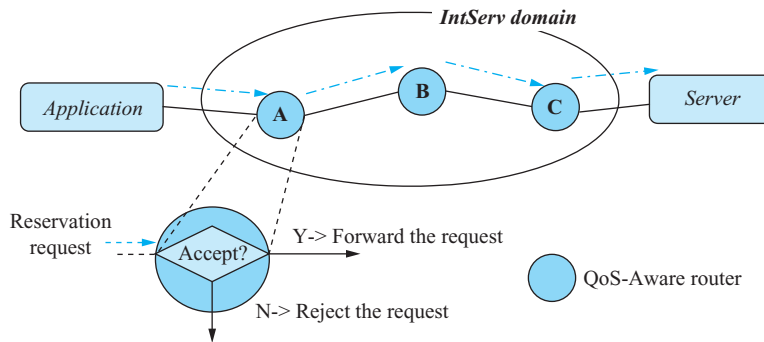 IntServ domain
Application
A
B
C
Server
Reservation
request
Accept?
Y-> Forward the request
N-> Reject the request
QoS-Aware router